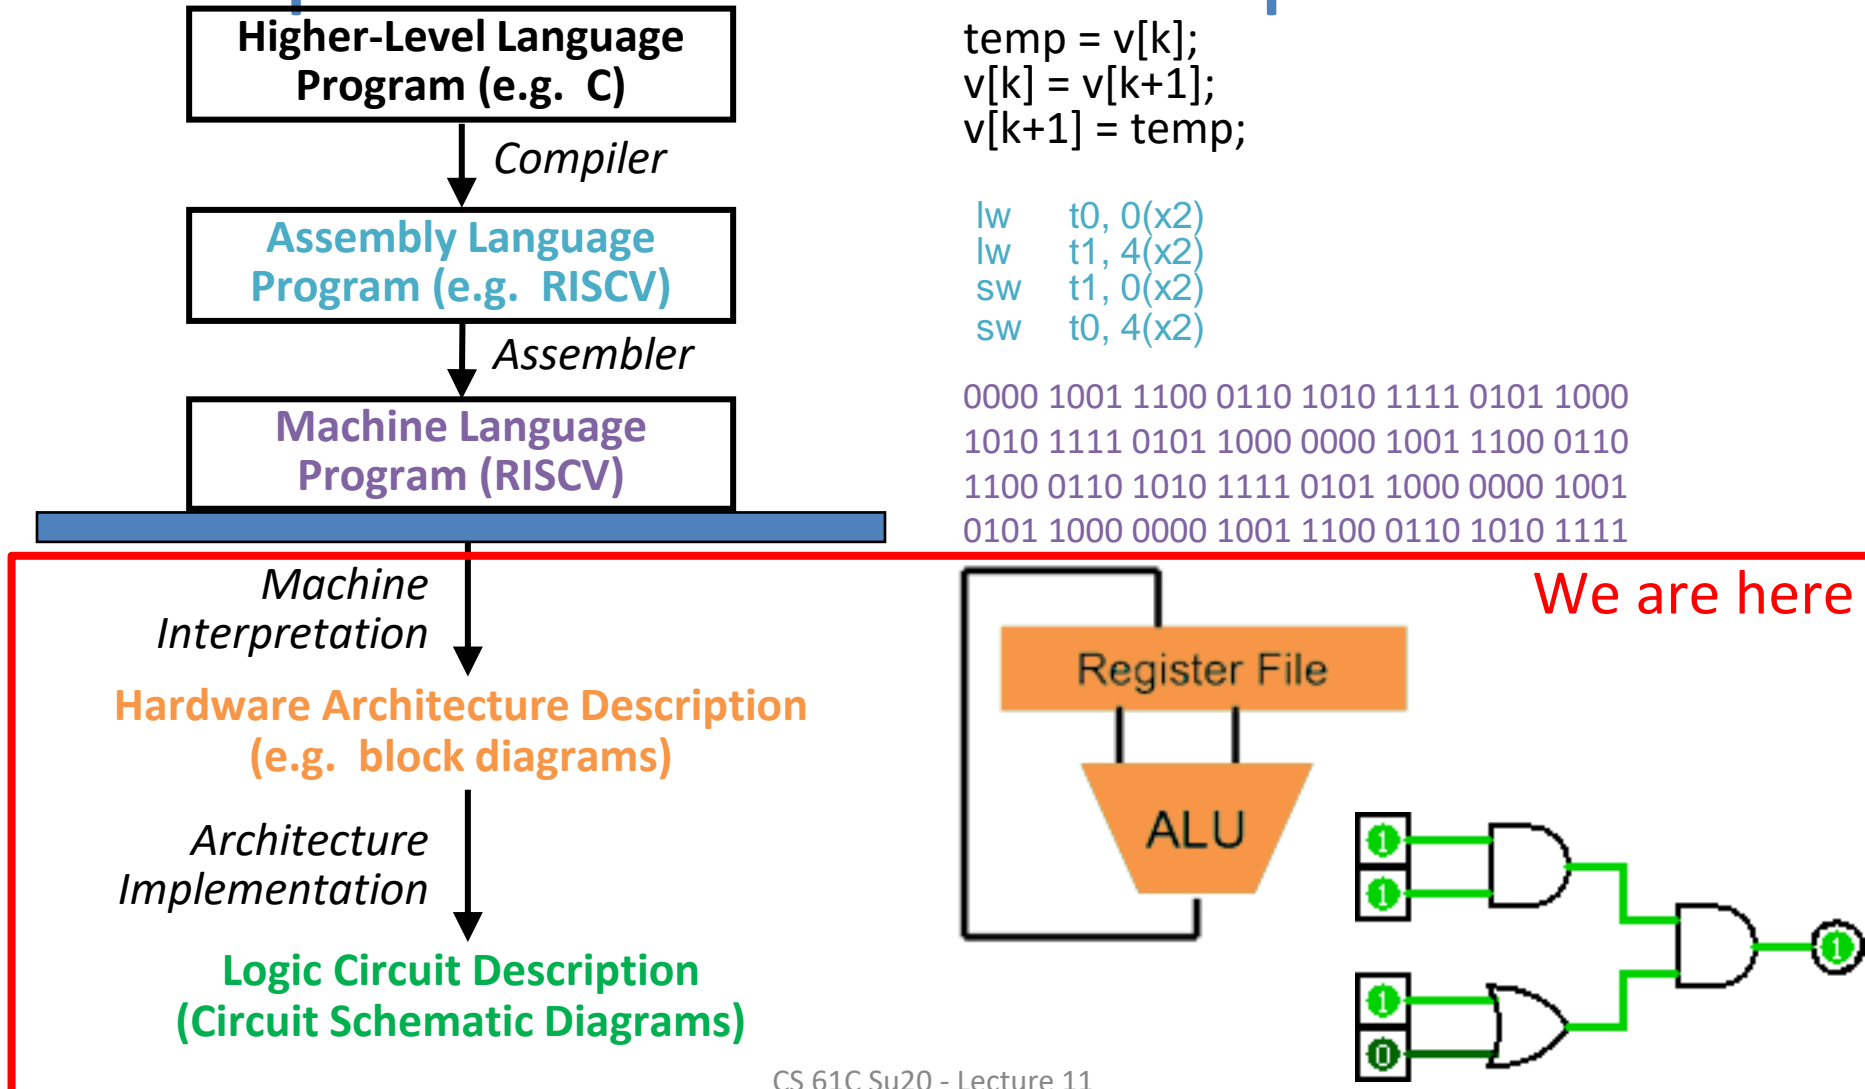 Higher-Level Language
Program (e.g. C)
Compiler
Assembly Language
Program (e.g. RISCV)
Assembler
Machine Language
Program (RISCV)
temp = v[k];
v[k] = v[k+1];
v[k+1] = temp;
lw t0, 0(x2)
lw t1, 4(x2)
sw t1, 0(x2)
sw t0, 4(x2)
0000 1001 1100 0110 1010 1111 0101 1000
1010 1111 0101 1000 0000 1001 1100 0110
1100 0110 1010 1111 0101 1000 0000 1001
0101 1000 0000 1001 1100 0110 1010 1111
We are here
Machine
Interpretation
Hardware Architecture Description
(e.g. block diagrams)
Architecture
Implementation
Logic Circuit Description
(Circuit Schematic Diagrams)
Register File
ALU
1
1
1
0
1
CS 61C Su20 - Lecture 11